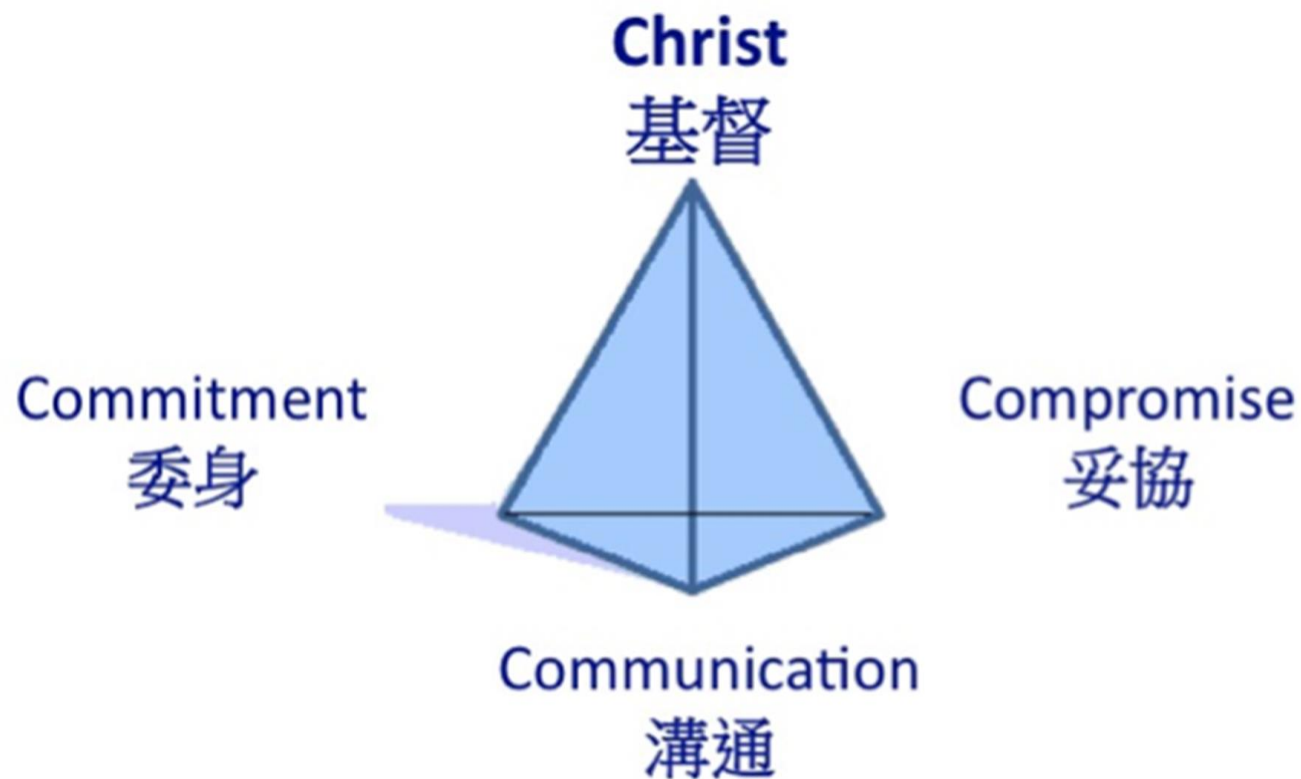 Christ
基督
Commitment
委身
Compromise
妥協
Communication
溝通